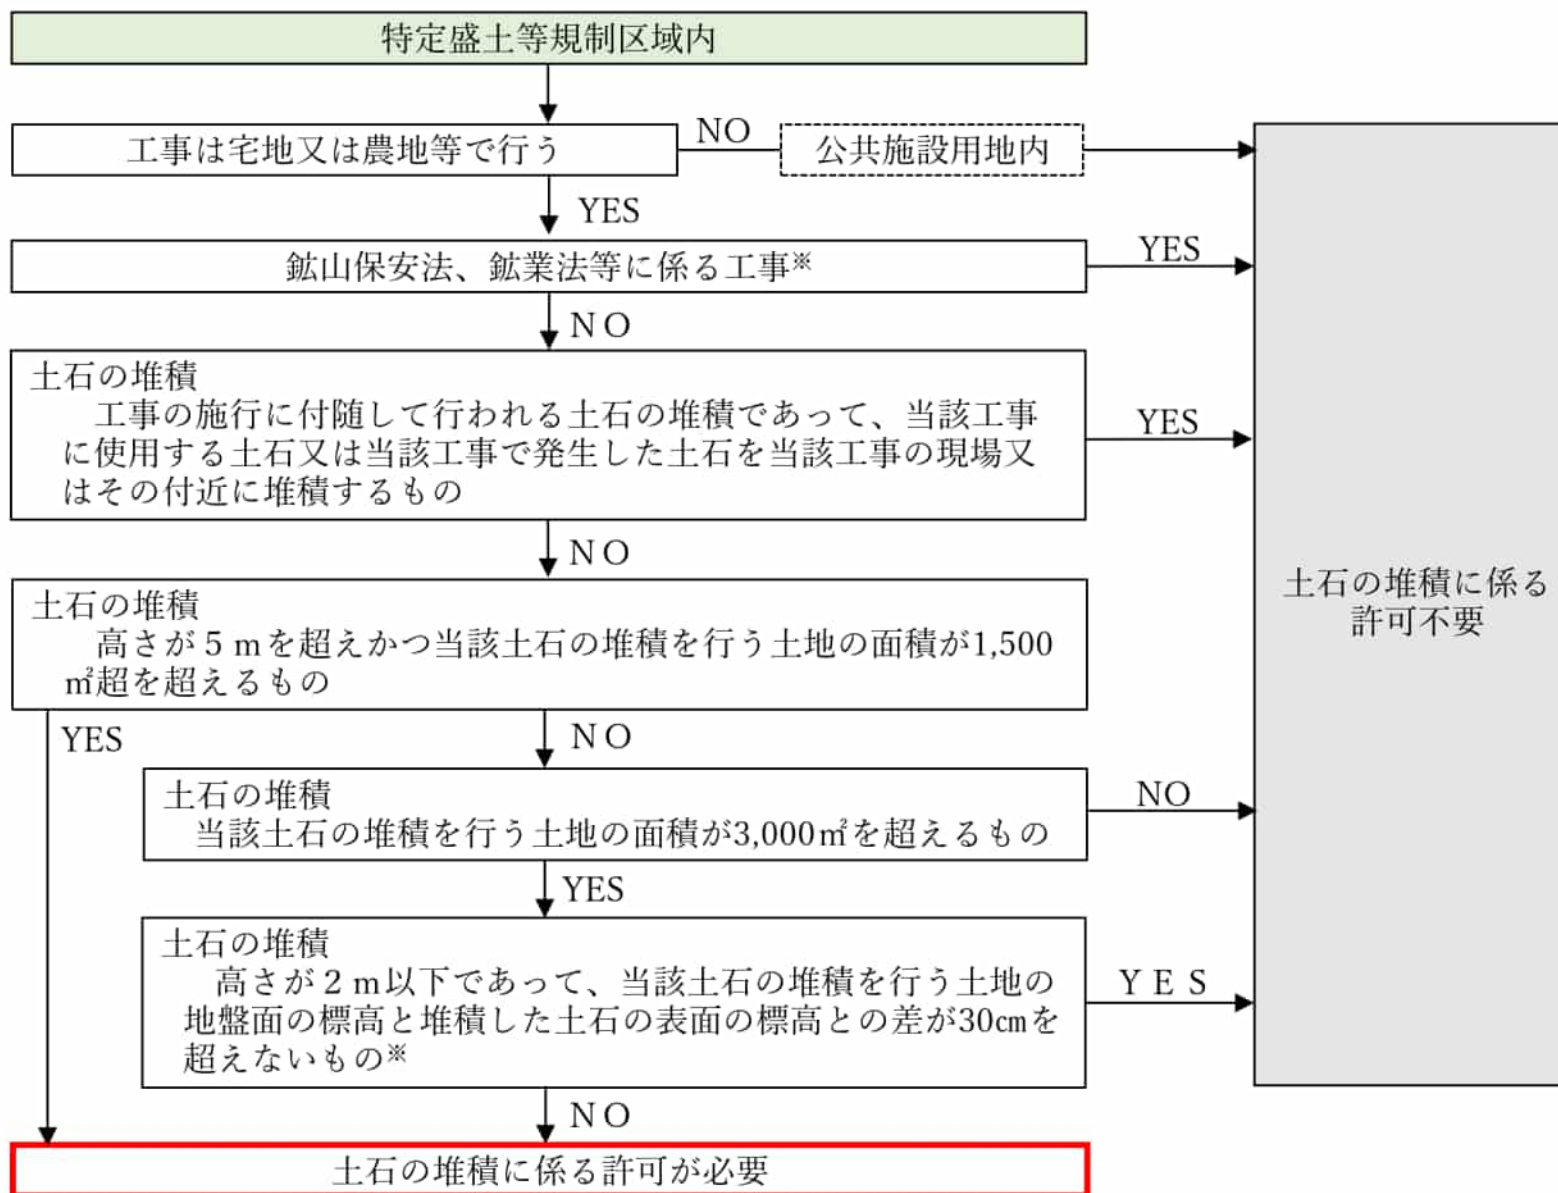 特定盛土等規制区域内
工事は宅地又は農地等で行う
NO
公共施設用地内
YES
鉱山保安法、鉱業法等に係る工事※
YES
NO
土石の堆積
工事の施行に付随して行われる土石の堆積であって、当該工事
に使用する土石又は当該工事で発生した土石を当該工事の現場又
はその付近に堆積するもの
YES
NO
土石の堆積に係る
許可不要
土石の堆積
高さが5mを超えかつ当該土石の堆積を行う土地の面積が1,500
㎡超を超えるもの
YES
NO
土石の堆積
当該土石の堆積を行う土地の面積が3,000㎡を超えるもの
NO
YES
土石の堆積
高さが2m以下であって、当該土石の堆積を行う土地の
地盤面の標高と堆積した土石の表面の標高との差が30㎝を
超えないもの※
YES
NO
土石の堆積に係る許可が必要